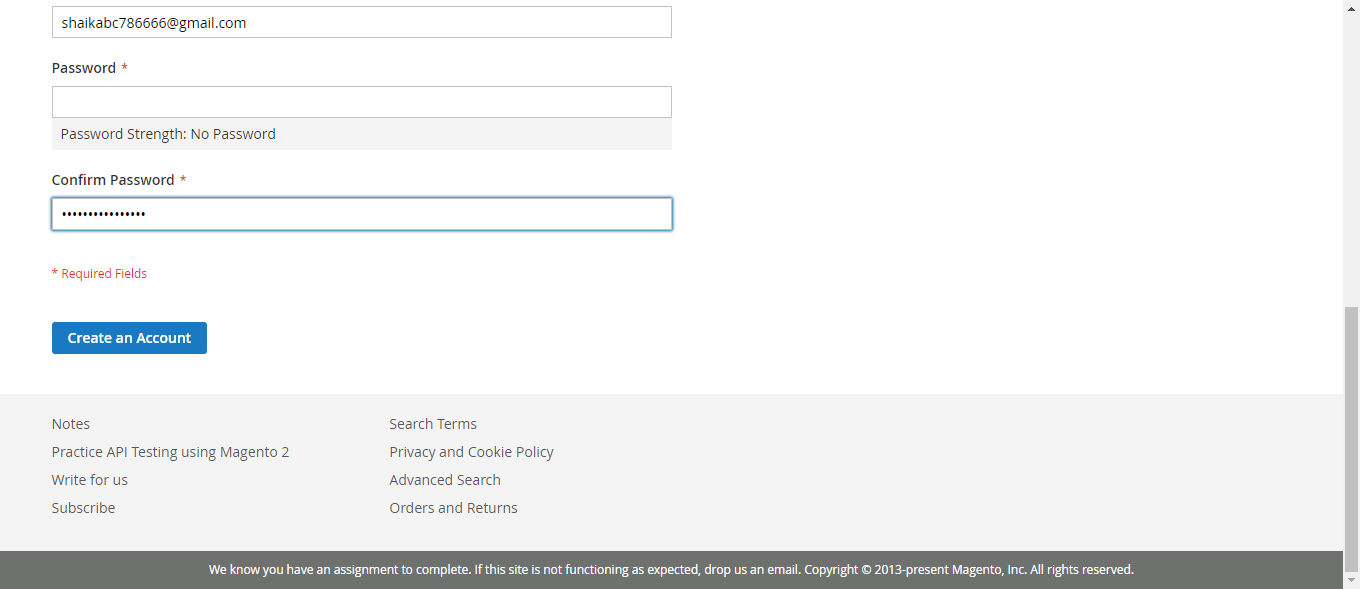 shaikabc786666@gmail.com
Password *
Password Strength: No Password
Confirm Password *
••••••••••••••••
* Required Fields
Create an Account
Notes
Search Terms
Practice API Testing using Magento 2
Privacy and Cookie Policy
Write for us
Advanced Search
Subscribe
Orders and Returns
We know you have an assignment to complete. If this site is not functioning as expected, drop us an email. Copyright © 2013-present Magento, Inc. All rights reserved.